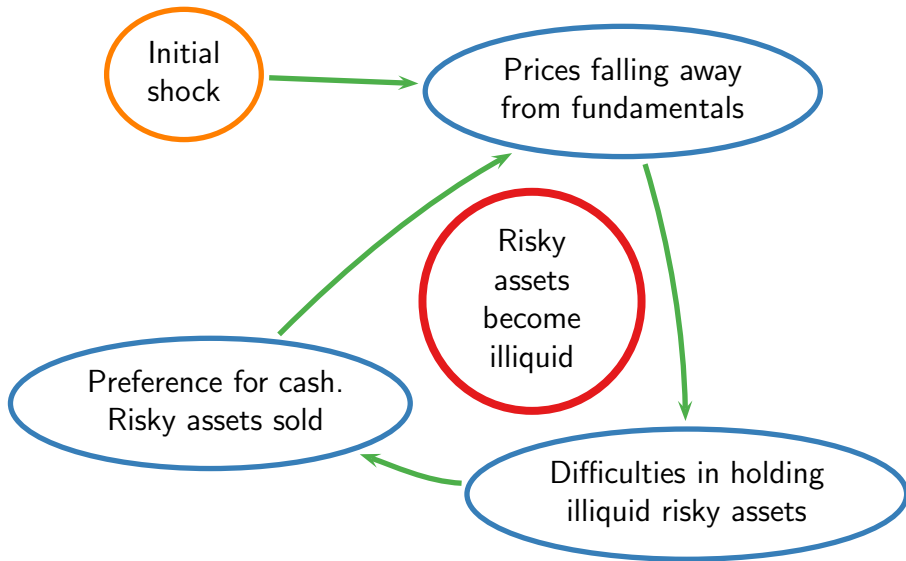 Initial
shock
Prices falling away
from fundamentals
Risky
assets
become
illiquid
Preference for cash.
Risky assets sold
Difficulties in holding
illiquid risky assets